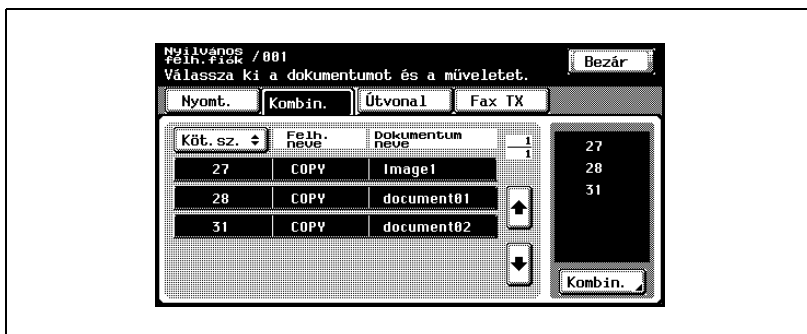 Nyilvános
felh.fiók /001
Válassza ki a dokumentumot és a műveletet.
Bezár
Nyomt. Kombin. Útvonal Fax TX
Köt.sz. Felh. neve Dokumentum neve 1/1
27 COPY Image1
28 COPY document01
31 COPY document02
27
28
31
Kombin.